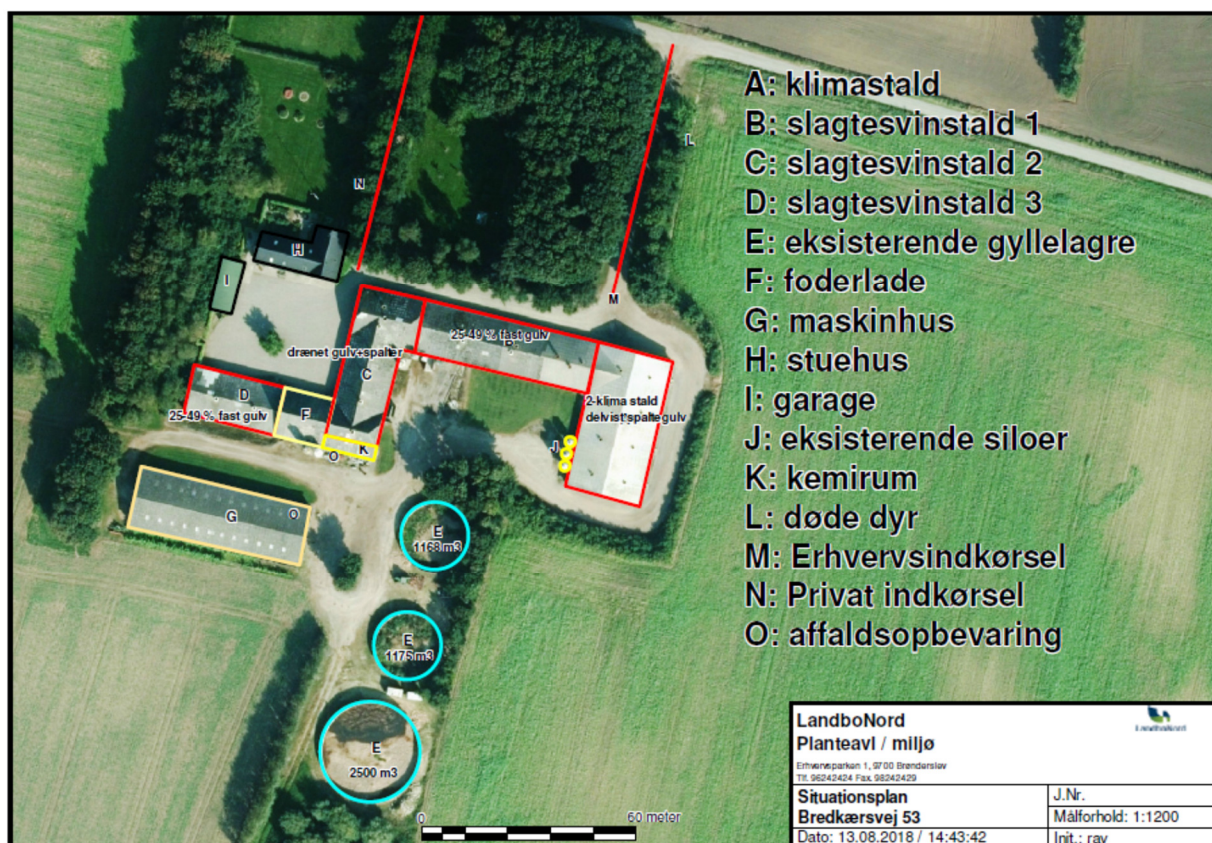 A: klimastald
B: slagtesvinstald 1
C: slagtesvinstald 2
D: slagtesvinstald 3
E: eksisterende gyllelagre
F: foderlade
G: maskinhus
H: stuehus
I: garage
J: eksisterende siloer
K: kemirum
L: døde dyr
M: Erhvervsindkørsel
N: Privat indkørsel
O: affaldsopbevaring
L
N
H
I
M
25-49 % fast gulv
drænet gulv+spalter
C
D
25-49 % fast gulv
F
2-klima stald
delvist spaltegulv
K
O
G
O
E
1168 m3
E
1175 m3
E
2500 m3
0
60 meter
LandboNord
LandboNord
Planteavl / miljø
Erhvervsparken 1, 9700 Brønderslev
Tlf. 96242424 Fax. 98242429
Situationsplan
Bredkærsvej 53
J.Nr.
Målforhold: 1:1200
Dato: 13.08.2018 / 14:43:42
Init.: rav